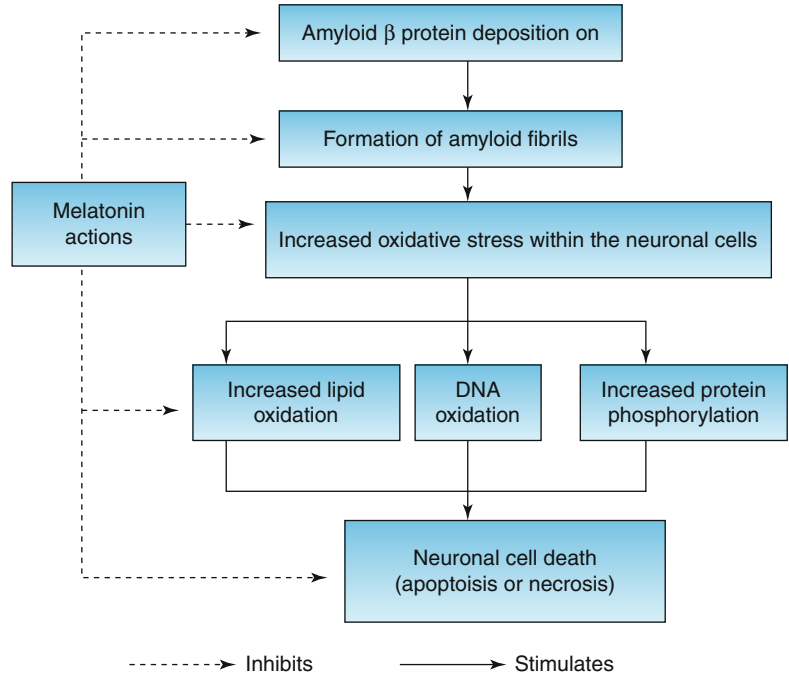 Amyloid β protein deposition on
Formation of amyloid fibrils
Melatonin
actions
Increased oxidative stress within the neuronal cells
Increased lipid
oxidation
DNA
oxidation
Increased protein
phosphorylation
Neuronal cell death
(apoptoisis or necrosis)
Inhibits
Stimulates